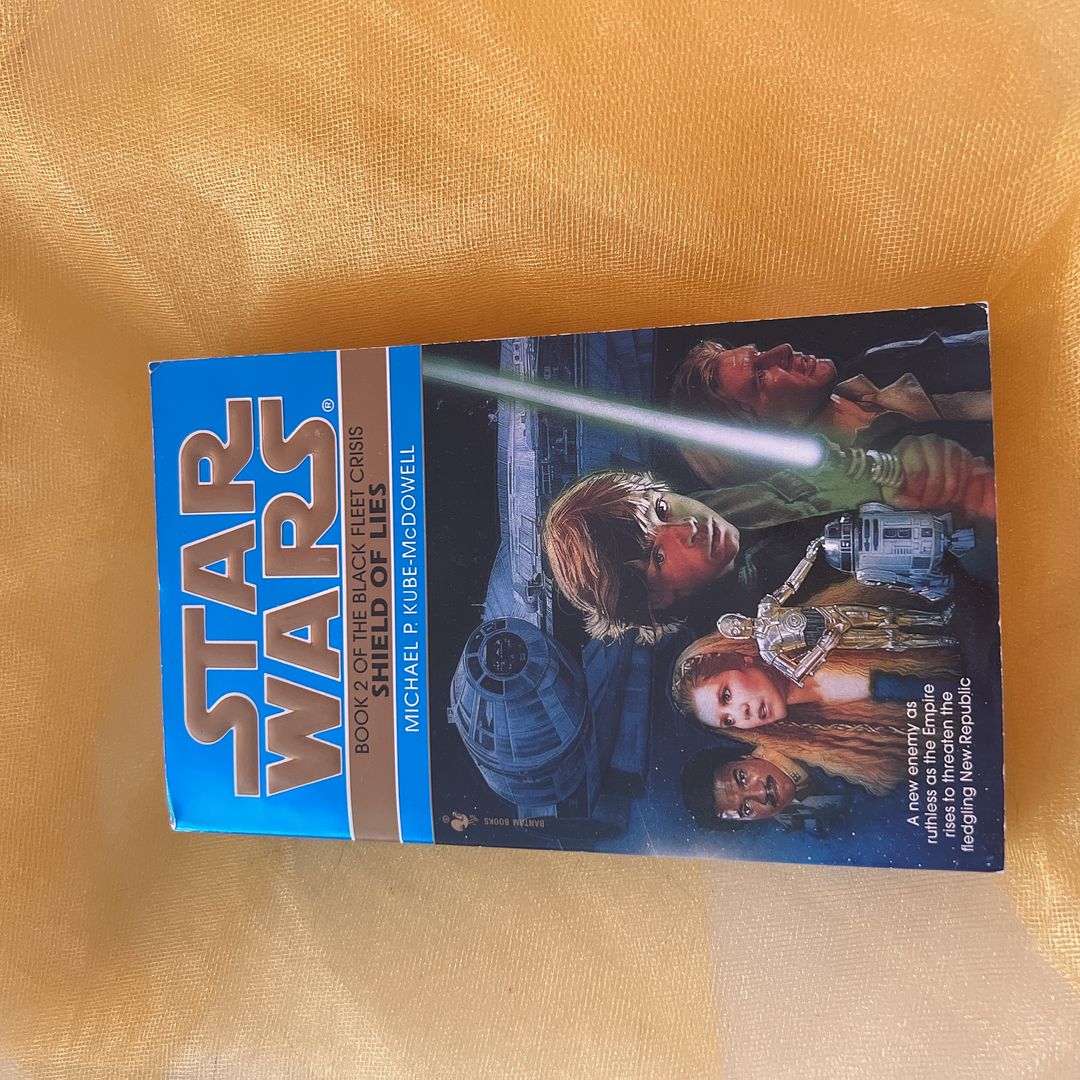 STAR
WARS®
BOOK 2 OF THE BLACK FLEET CRISIS
SHIELD OF LIES
MICHAEL P. KUBE-McDOWELL
®
BANTAM BOOKS
A new enemy as
ruthless as the Empire
rises to threaten the
fledgling New Republic